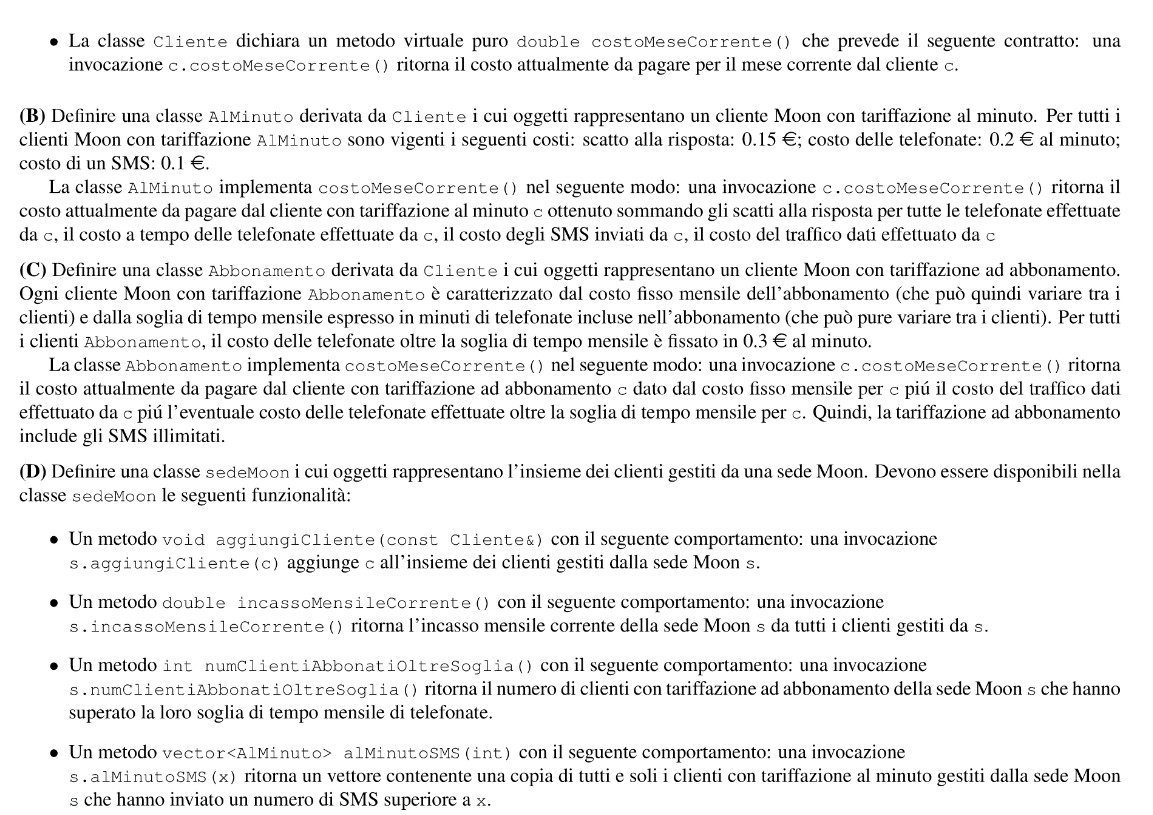 • La classe Cliente dichiara un metodo virtuale puro double costoMeseCorrente() che prevede il seguente contratto: una
invocazione c.costoMeseCorrente() ritorna il costo attualmente da pagare per il mese corrente dal cliente c.
(B) Definire una classe AlMinuto derivata da Cliente i cui oggetti rappresentano un cliente Moon con tariffazione al minuto. Per tutti i
clienti Moon con tariffazione AlMinuto sono vigenti i seguenti costi: scatto alla risposta: 0.15 €; costo delle telefonate: 0.2 € al minuto;
costo di un SMS: 0.1 €.
La classe AlMinuto implementa costoMeseCorrente() nel seguente modo: una invocazione c.costoMeseCorrente() ritorna il
costo attualmente da pagare dal cliente con tariffazione al minuto c ottenuto sommando gli scatti alla risposta per tutte le telefonate effettuate
da c, il costo a tempo delle telefonate effettuate da c, il costo degli SMS inviati da c, il costo del traffico dati effettuato da c
(C) Definire una classe Abbonamento derivata da Cliente i cui oggetti rappresentano un cliente Moon con tariffazione ad abbonamento.
Ogni cliente Moon con tariffazione Abbonamento è caratterizzato dal costo fisso mensile dell'abbonamento (che può quindi variare tra i
clienti) e dalla soglia di tempo mensile espresso in minuti di telefonate incluse nell'abbonamento (che può pure variare tra i clienti). Per tutti
i clienti Abbonamento, il costo delle telefonate oltre la soglia di tempo mensile è fissato in 0.3 € al minuto.
La classe Abbonamento implementa costoMeseCorrente() nel seguente modo: una invocazione c.costoMeseCorrente() ritorna
il costo attualmente da pagare dal cliente con tariffazione ad abbonamento c dato dal costo fisso mensile per c piú il costo del traffico dati
effettuato da c piú l'eventuale costo delle telefonate effettuate oltre la soglia di tempo mensile per c. Quindi, la tariffazione ad abbonamento
include gli SMS illimitati.
(D) Definire una classe sedeMoon i cui oggetti rappresentano l'insieme dei clienti gestiti da una sede Moon. Devono essere disponibili nella
classe sedeMoon le seguenti funzionalità:
• Un metodo void aggiungiCliente(const Cliente&) con il seguente comportamento: una invocazione
s.aggiungiCliente(c) aggiunge c all'insieme dei clienti gestiti dalla sede Moon s.
• Un metodo double incassoMensileCorrente() con il seguente comportamento: una invocazione
s.incassoMensileCorrente() ritorna l'incasso mensile corrente della sede Moon s da tutti i clienti gestiti da s.
• Un metodo int numClientiAbbonatiOltreSoglia() con il seguente comportamento: una invocazione
s.numClientiAbbonatiOltreSoglia() ritorna il numero di clienti con tariffazione ad abbonamento della sede Moon s che hanno
superato la loro soglia di tempo mensile di telefonate.
• Un metodo vector<AlMinuto> alMinutoSMS(int) con il seguente comportamento: una invocazione
s.alMinutoSMS(x) ritorna un vettore contenente una copia di tutti e soli i clienti con tariffazione al minuto gestiti dalla sede Moon
s che hanno inviato un numero di SMS superiore a x.